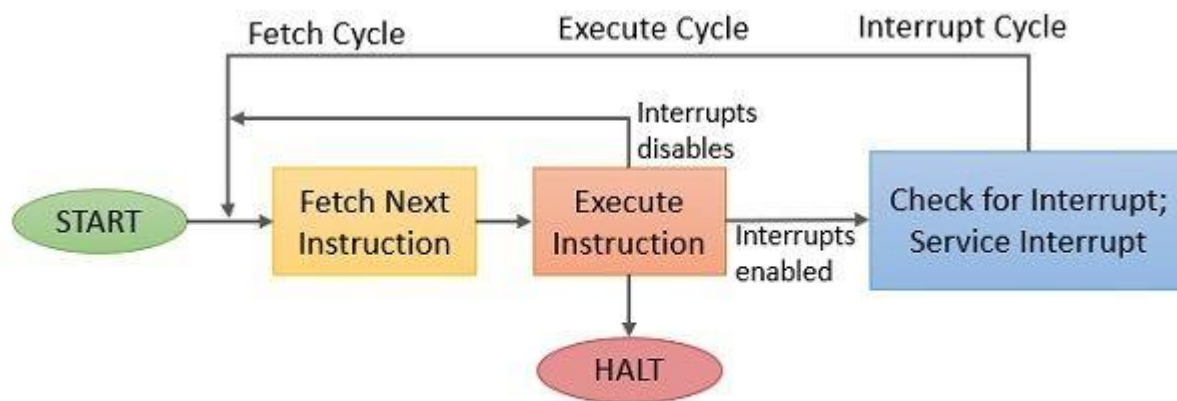 Fetch Cycle
Execute Cycle
Interrupt Cycle
Interrupts
disables
START
Fetch Next
Instruction
Execute
Instruction
Interrupts
enabled
Check for Interrupt;
Service Interrupt
HALT